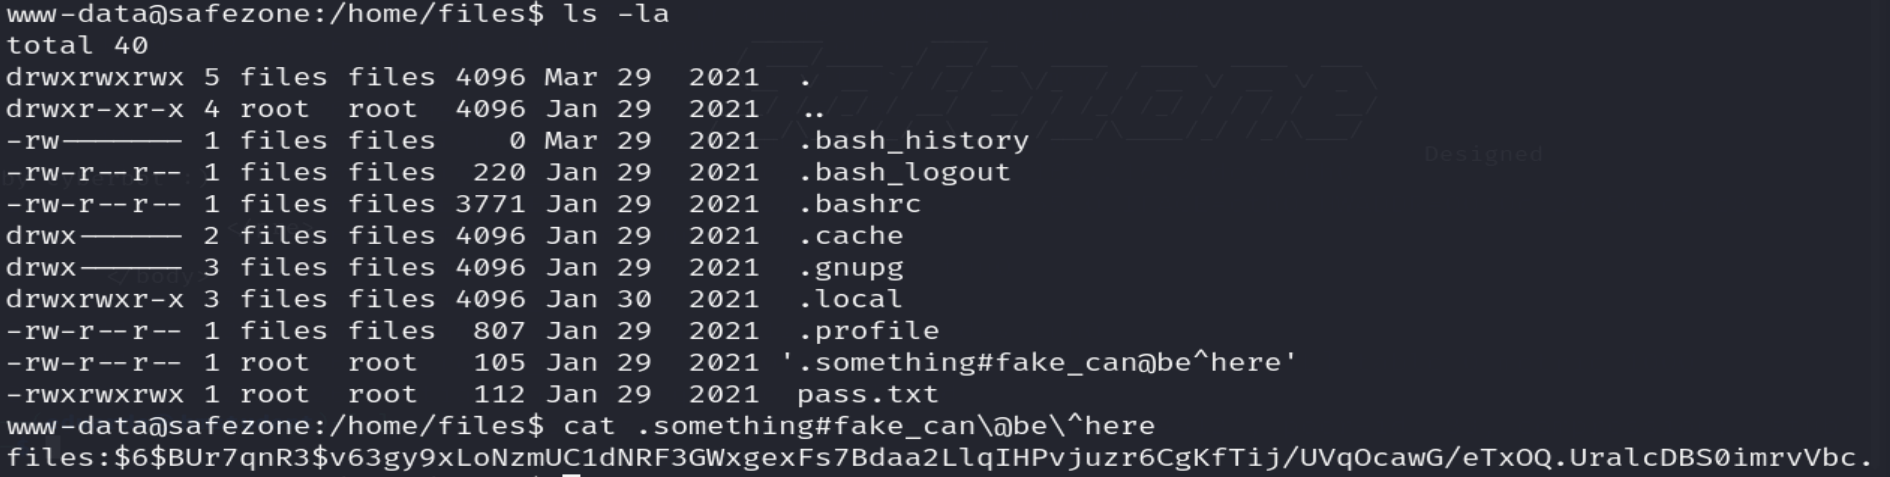 www-data@safezone:/home/files$ ls -la
total 40
drwxrwxrwx 5 files files 4096 Mar 29  2021  .
drwxr-xr-x 4 root  root  4096 Jan 29  2021  ..
-rw------- 1 files files    0 Mar 29  2021  .bash_history
-rw-r--r-- 1 files files  220 Jan 29  2021  .bash_logout
-rw-r--r-- 1 files files 3771 Jan 29  2021  .bashrc
drwx------ 2 files files 4096 Jan 29  2021  .cache
drwx------ 3 files files 4096 Jan 29  2021  .gnupg
drwxrwxr-x 3 files files 4096 Jan 30  2021  .local
-rw-r--r-- 1 files files  807 Jan 29  2021  .profile
-rw-r--r-- 1 root  root   105 Jan 29  2021 '.something#fake_can@be^here'
-rwxrwxrwx 1 root  root   112 Jan 29  2021  pass.txt
www-data@safezone:/home/files$ cat .something#fake_can\@be\^here
files:$6$BUr7qnR3$v63gy9xLoNzmUC1dNRF3GWxgexFs7Bdaa2LlqIHPvjuzr6CgKfTij/UVqOcawG/eTxOQ.UralcDBS0imrvVbc.
Designed